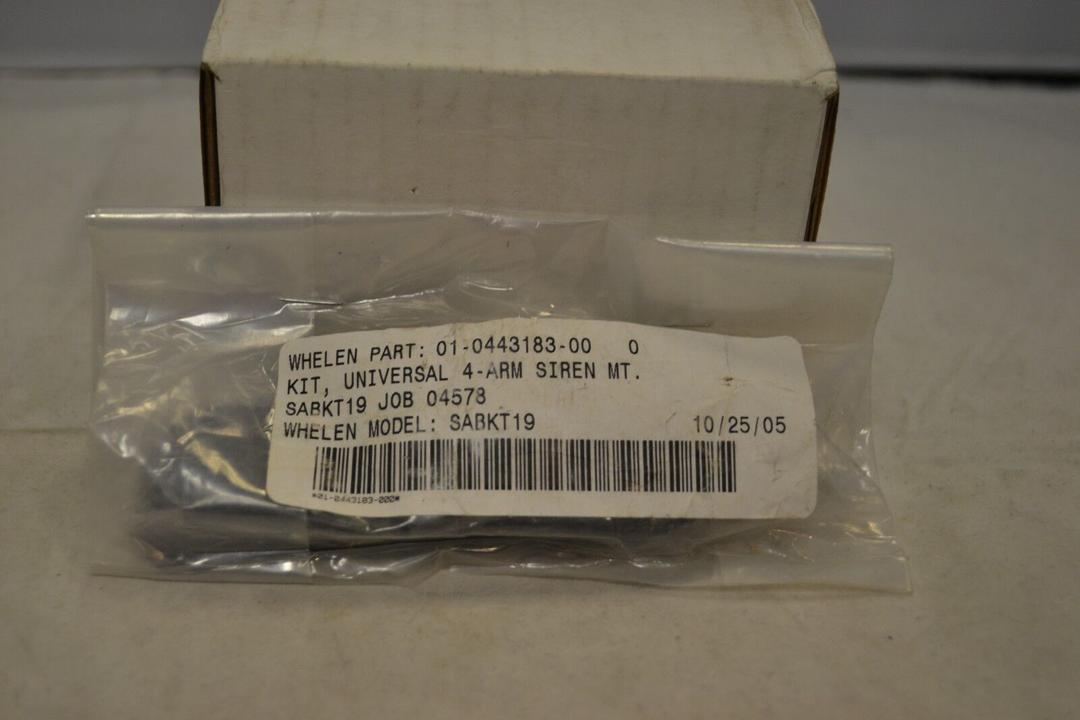 WHELEN PART: 01-0443183-00 0
KIT, UNIVERSAL 4-ARM SIREN MT.
SABKT19 JOB 04578
WHELEN MODEL: SABKT19 10/25/05
*01-0443183-000*